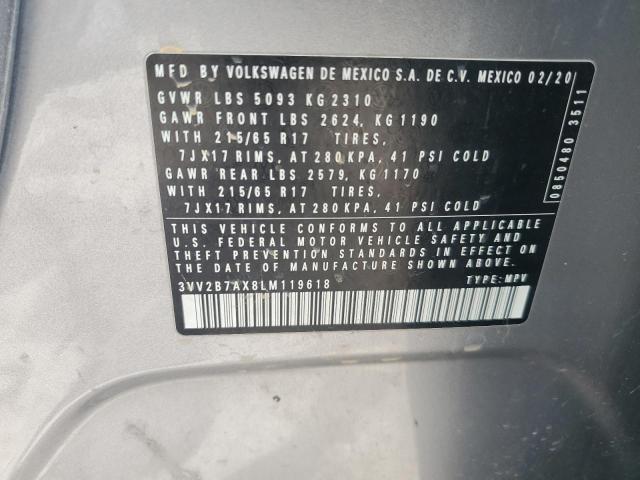 MFD BY VOLKSWAGEN DE MEXICO S.A. DE C.V. MEXICO 02/20
GVWR LBS 5093 KG 2310
GAWR FRONT LBS 2624, KG 1190
WITH 215/65 R17 TIRES,
7JX17 RIMS, AT 280 KPA, 41 PSI COLD
GAWR REAR LBS 2579, KG 1170
WITH 215/65 R17 TIRES,
7JX17 RIMS, AT 280 KPA, 41 PSI COLD
THIS VEHICLE CONFORMS TO ALL APPLICABLE
U.S. FEDERAL MOTOR VEHICLE SAFETY AND
THEFT PREVENTION STANDARDS IN EFFECT ON
THE DATE OF MANUFACTURE SHOWN ABOVE
3VV2B7AX8LM119618 TYPE: MPV
0850480 3511